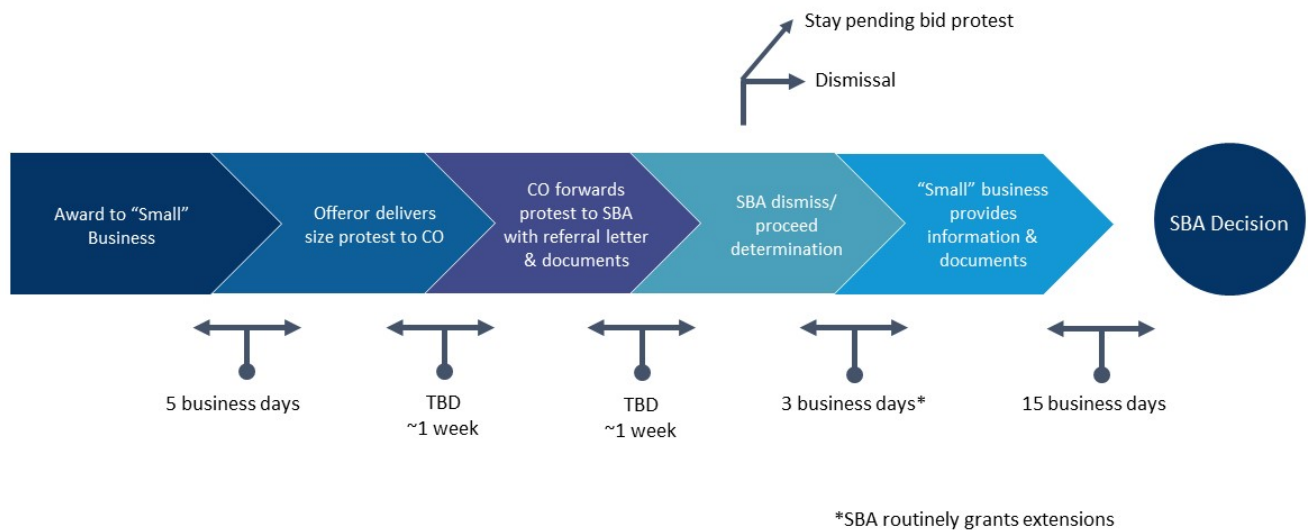 Stay pending bid protest
Dismissal
Award to “Small”
Business
Offeror delivers
size protest to CO
CO forwards
protest to SBA
with referral letter
& documents
SBA dismiss/
proceed
determination
“Small” business
provides
information &
documents
SBA Decision
5 business days
TBD
~1 week
TBD
~1 week
3 business days*
15 business days
*SBA routinely grants extensions